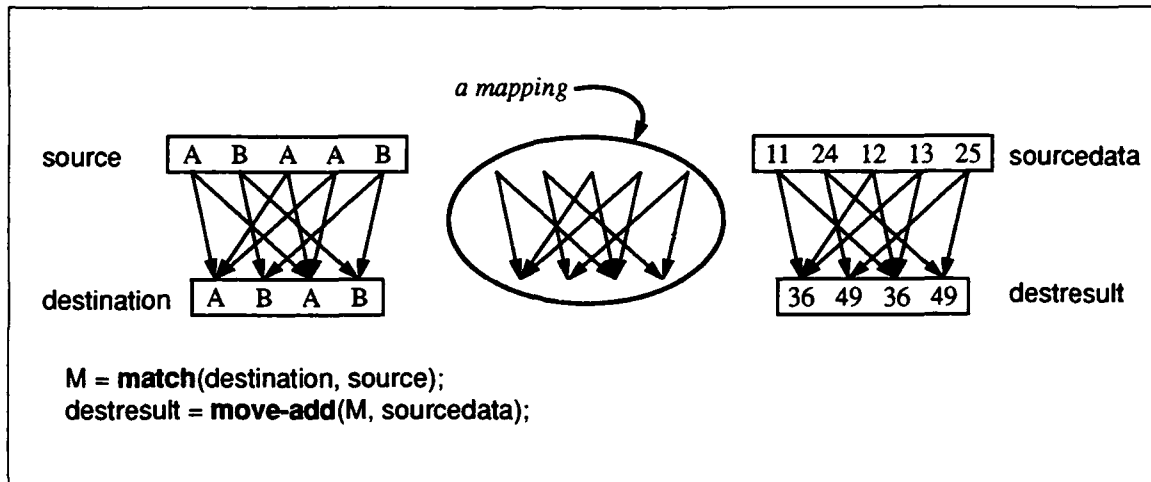 a mapping
source A B A A B
11 24 12 13 25 sourcedata
destination A B A B
36 49 36 49 destresult
M = match(destination, source);
destresult = move-add(M, sourcedata);